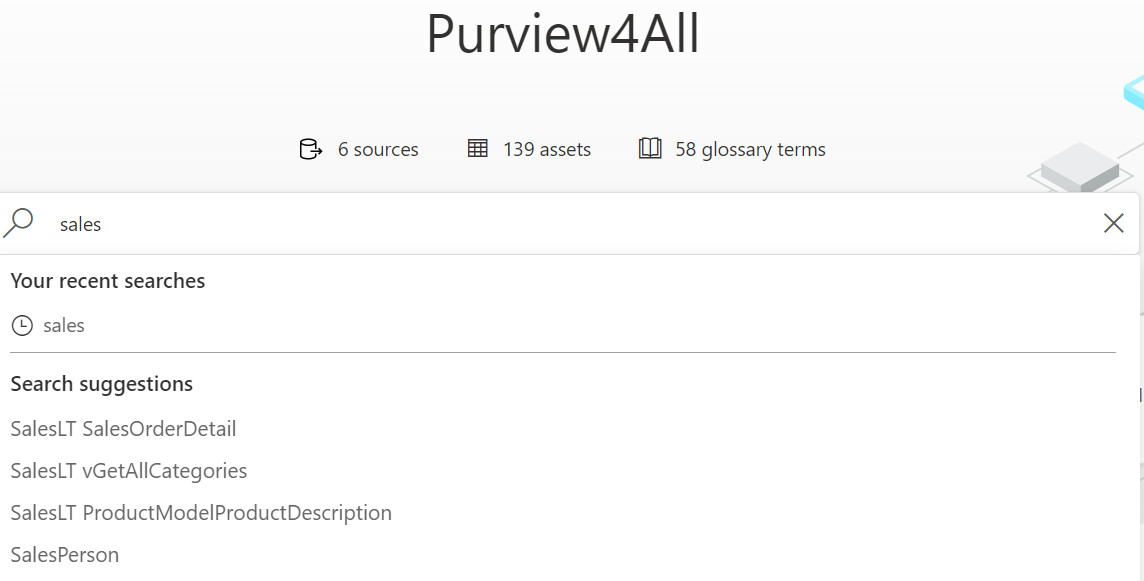 Purview4All
6 sources 139 assets 58 glossary terms
sales
Your recent searches
sales
Search suggestions
SalesLT SalesOrderDetail
SalesLT vGetAllCategories
SalesLT ProductModelProductDescription
SalesPerson